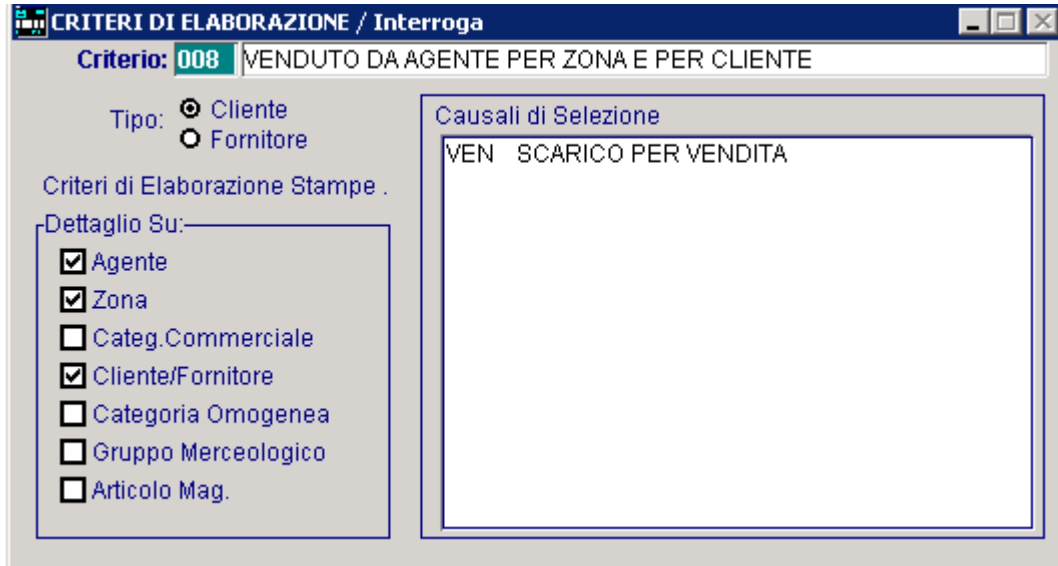 CRITERI DI ELABORAZIONE / Interroga
Criterio: 008 VENDUTO DA AGENTE PER ZONA E PER CLIENTE
Tipo: Cliente
Fornitore
Criteri di Elaborazione Stampe .
Dettaglio Su:
Agente
Zona
Categ.Commerciale
Cliente/Fornitore
Categoria Omogenea
Gruppo Merceologico
Articolo Mag.
Causali di Selezione
VEN SCARICO PER VENDITA